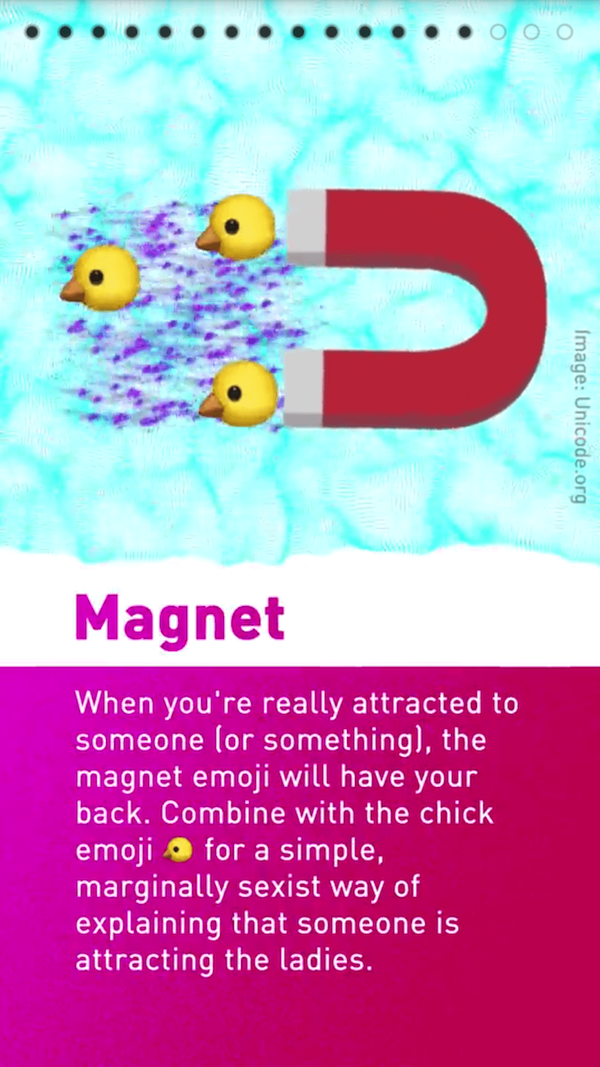 Image: Unicode.org
Magnet
When you're really attracted to
someone (or something), the
magnet emoji will have your
back. Combine with the chick
emoji 🐤 for a simple,
marginally sexist way of
explaining that someone is
attracting the ladies.